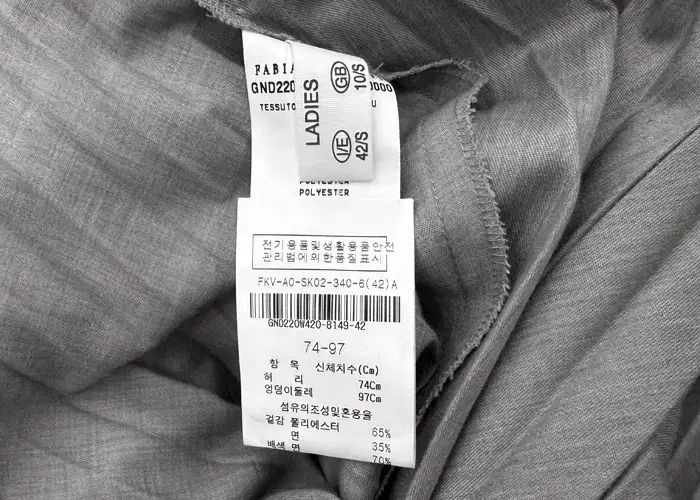 FABIA
GND220
0000
TESSUTO
LADIES
GB
10/S
I/E
42/S
POLYESTER
POLYESTER
전기용품및생활용품안전
관리법에의한품질표시
FKV-A0-SK02-340-6(42)A
GND220W420-8149-42
74-97
항 목 신체치수(Cm)
허 리 74Cm
엉덩이둘레 97Cm
섬유의조성및혼용율
겉감 폴리에스터 65%
면 35%
배색 면 70%